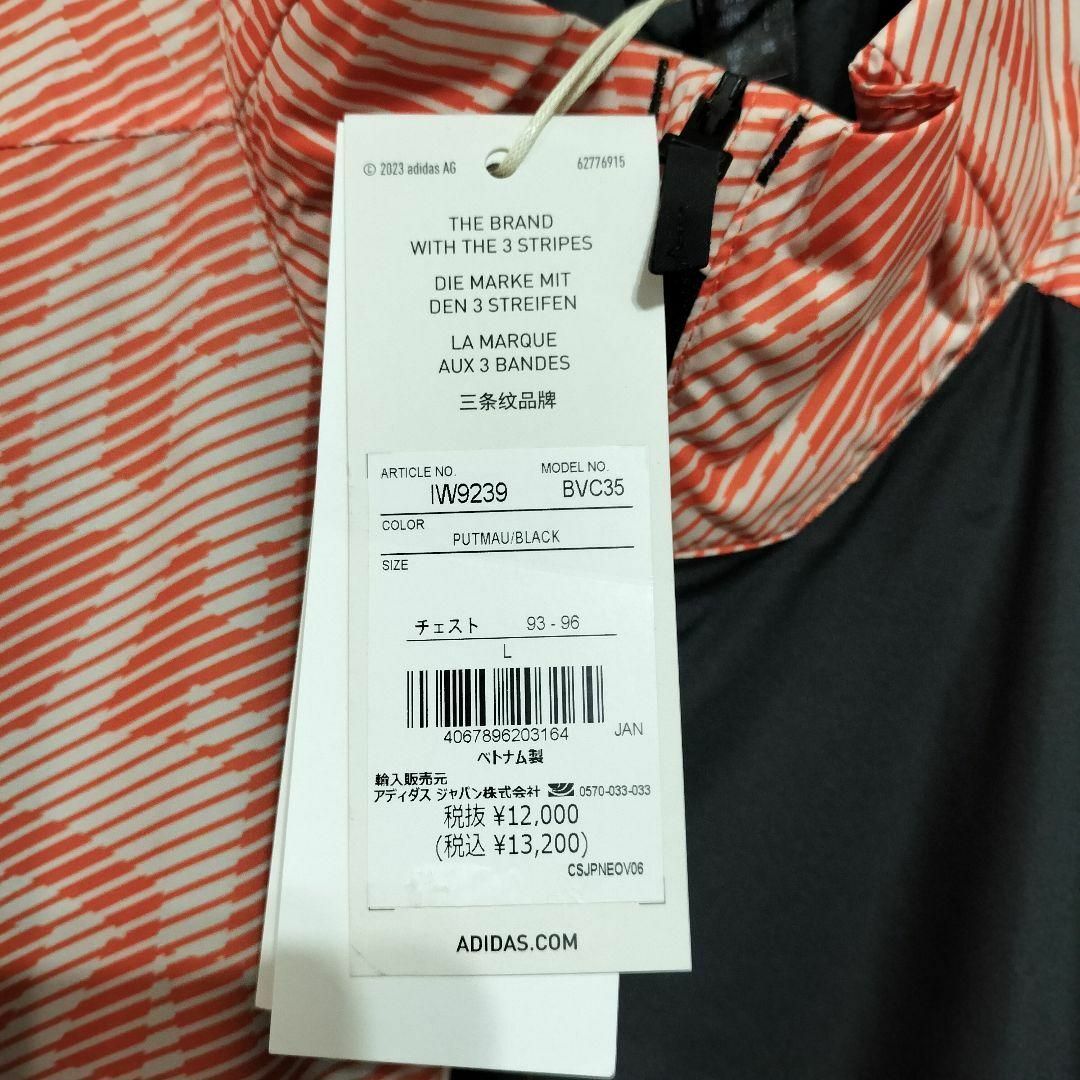 © 2023 adidas AG
62776915
THE BRAND
WITH THE 3 STRIPES
DIE MARKE MIT
DEN 3 STREIFEN
LA MARQUE
AUX 3 BANDES
三条纹品牌
ARTICLE NO. MODEL NO.
IW9239 BVC35
COLOR
PUTMAU/BLACK
SIZE
チェスト 93 - 96
L
4067896203164 JAN
ベトナム製
輸入販売元
アディダス ジャパン株式会社 0570-033-033
税抜 ¥12,000
(税込 ¥13,200)
CSJPNEOV06
ADIDAS.COM